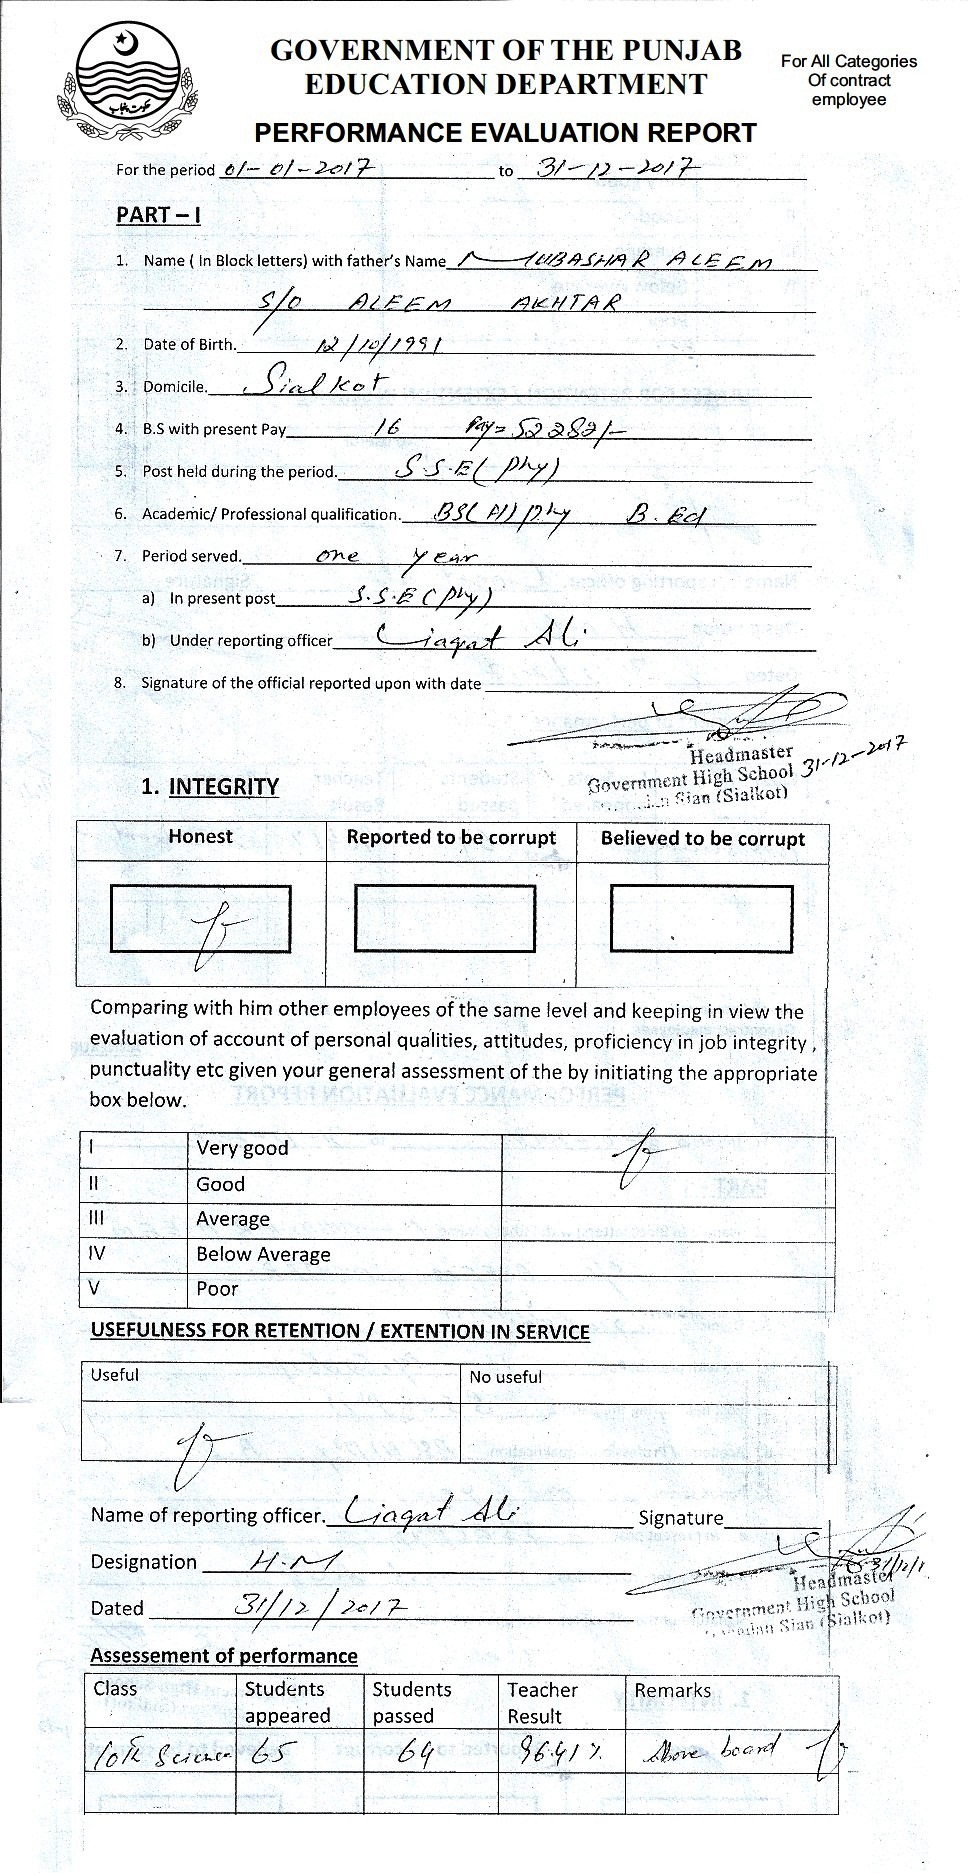 GOVERNMENT OF THE PUNJAB
EDUCATION DEPARTMENT
For All Categories
Of contract
employee
حکومت پنجاب
PERFORMANCE EVALUATION REPORT
For the period 01-01-2017 to 31-12-2017
PART – I
1. Name ( In Block letters) with father's Name MUBASHAR ALEEM
S/O ALEEM AKHTAR
2. Date of Birth. 12/10/1991
3. Domicile. Sialkot
4. B.S with present Pay 16 Pay= 52282/-
5. Post held during the period. S.S.E( Phy)
6. Academic/ Professional qualification. BS( H) Phy B.Ed
7. Period served. one year
a) In present post S.S.E (Phy)
b) Under reporting officer Liaqat Ali
8. Signature of the official reported upon with date
Headmaster
Government High School 31-12-2017
Sian (Sialkot)
1. INTEGRITY
Honest Reported to be corrupt Believed to be corrupt
Comparing with him other employees of the same level and keeping in view the
evaluation of account of personal qualities, attitudes, proficiency in job integrity ,
punctuality etc given your general assessment of the by initiating the appropriate
box below.
I Very good
II Good
III Average
IV Below Average
V Poor
USEFULNESS FOR RETENTION / EXTENTION IN SERVICE
Useful No useful
Name of reporting officer. Liaqat Ali Signature
Designation H.M
Headmaster
Dated 31/12/2017
Government High School
Sian (Sialkot)
Assessement of performance
Class Students appeared Students passed Teacher Result Remarks
10th Science 65 64 96.41 % Above board